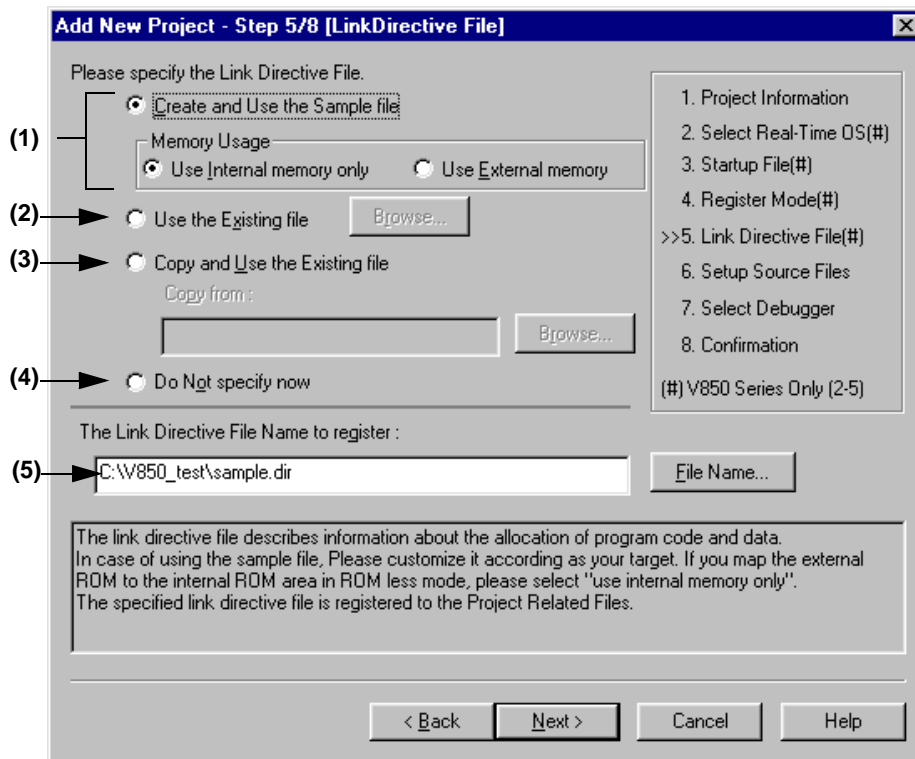 Add New Project - Step 5/8 [LinkDirective File]
Please specify the Link Directive File.
(1)
Create and Use the Sample file
Memory Usage
Use Internal memory only
Use External memory
(2)
Use the Existing file
Browse...
(3)
Copy and Use the Existing file
Copy from :
Browse...
(4)
Do Not specify now
1. Project Information
2. Select Real-Time OS(#)
3. Startup File(#)
4. Register Mode(#)
>>5. Link Directive File(#)
6. Setup Source Files
7. Select Debugger
8. Confirmation
(#) V850 Series Only (2-5)
The Link Directive File Name to register :
(5)
C:\V850_test\sample.dir
File Name...
The link directive file describes information about the allocation of program code and data.
In case of using the sample file, Please customize it according as your target. If you map the external
ROM to the internal ROM area in ROM less mode, please select "use internal memory only".
The specified link directive file is registered to the Project Related Files.
< Back
Next >
Cancel
Help